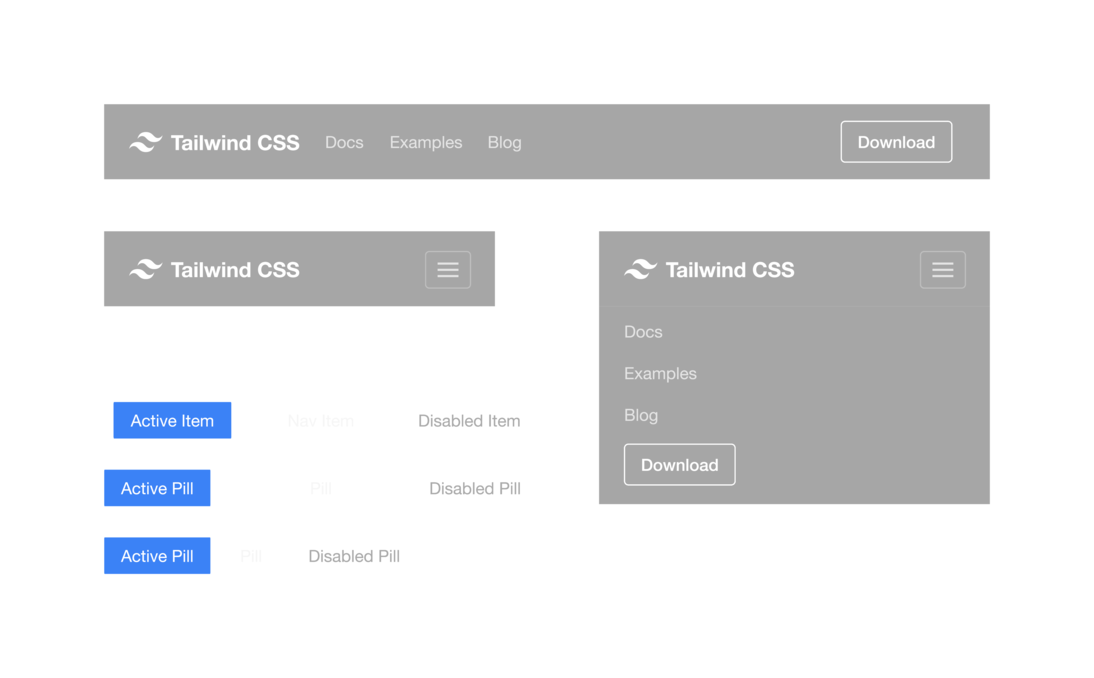 Tailwind CSS Docs Examples Blog Download
Tailwind CSS
Tailwind CSS
Docs
Examples
Blog
Download
Active Item Nav Item Disabled Item
Active Pill Pill Disabled Pill
Active Pill Pill Disabled Pill